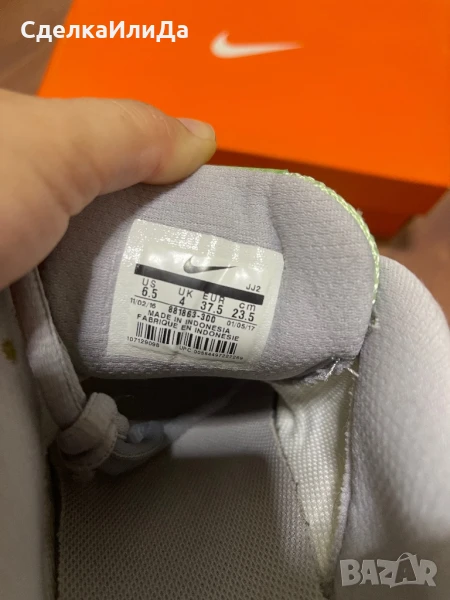 СделкаИлиДа
JJ2
US UK EUR cm
6.5 4 37.5 23.5
11/02/16 01/05/17
881863-300
MADE IN INDONESIA
FABRIQUE EN INDONESIE
BAZAR